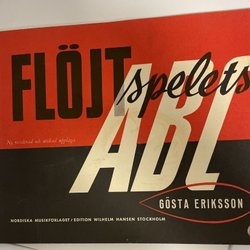 FLÖJT
spelets
ABC
Ny reviderad och utökad upplaga
GÖSTA ERIKSSON
NORDISKA MUSIKFÖRLAGET / EDITION WILHELM HANSEN STOCKHOLM